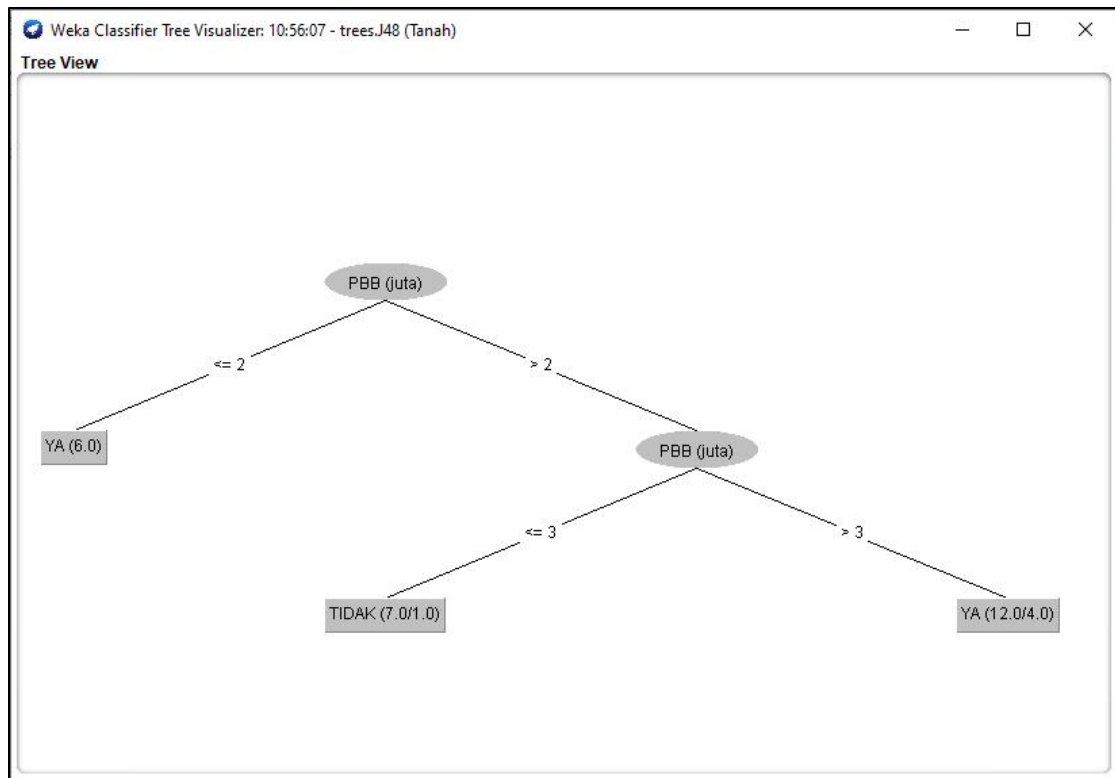 Weka Classifier Tree Visualizer: 10:56:07 - trees.J48 (Tanah)
Tree View
PBB (juta)
<= 2
> 2
YA (6.0)
PBB (juta)
<= 3
> 3
TIDAK (7.0/1.0)
YA (12.0/4.0)